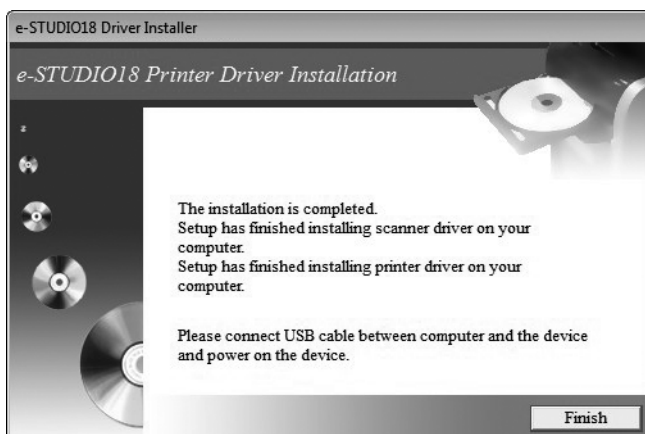 e-STUDIO18 Driver Installer
e-STUDIO18 Printer Driver Installation
The installation is completed.
Setup has finished installing scanner driver on your
computer.
Setup has finished installing printer driver on your
computer.
Please connect USB cable between computer and the device
and power on the device.
Finish